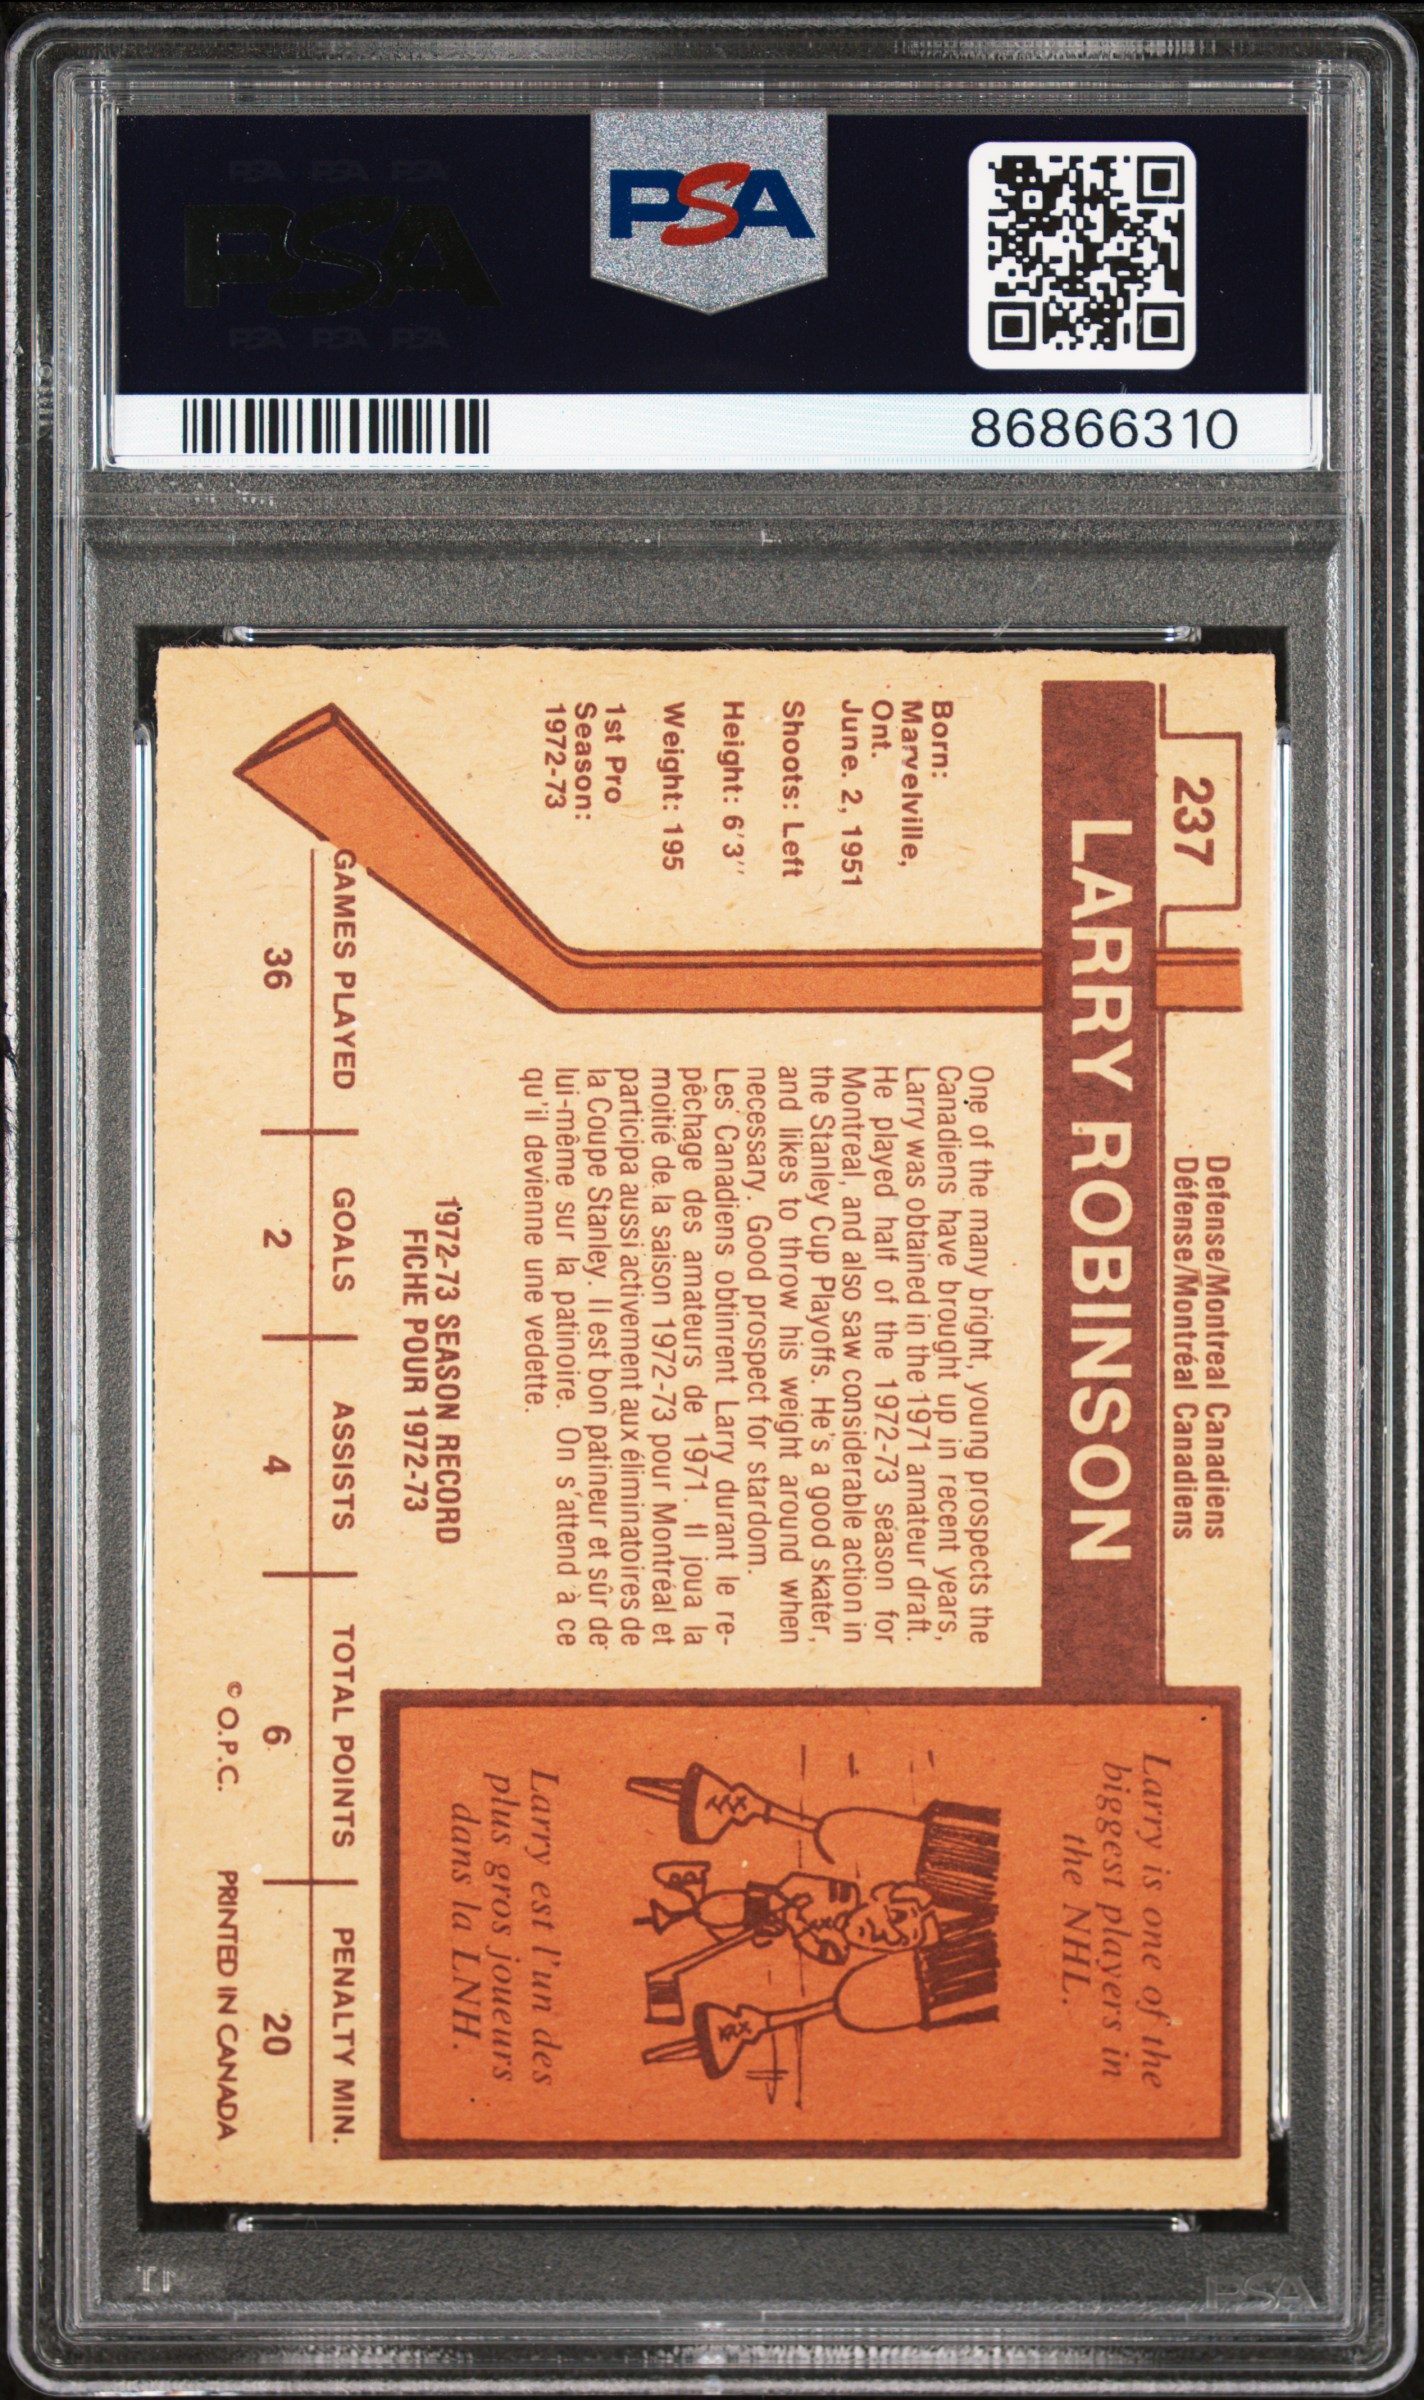 PSA PSA PSA
PSA
PSA PSA PSA
PSA
86866310
237
Defense/Montreal Canadiens
Défense/Montréal Canadiens
LARRY ROBINSON
Born:
Marvelville,
Ont.
June. 2, 1951
Shoots: Left
Height: 6'3''
Weight: 195
1st Pro
Season:
1972-73
One of the many bright, young prospects the
Canadiens have brought up in recent years,
Larry was obtained in the 1971 amateur draft.
He played half of the 1972-73 season for
Montreal, and also saw considerable action in
the Stanley Cup Playoffs. He's a good skater,
and likes to throw his weight around when
necessary. Good prospect for stardom.
Les Canadiens obtinrent Larry durant le re-
pêchage des amateurs de 1971. Il joua la
moitié de la saison 1972-73 pour Montréal et
participa aussi activement aux éliminatoires de
la Coupe Stanley. Il est bon patineur et sûr de
lui-même sur la patinoire. On s'attend à ce
qu'il devienne une vedette.
Larry is one of the
biggest players in
the NHL.
Larry est l'un des
plus gros joueurs
dans la LNH.
1972-73 SEASON RECORD
FICHE POUR 1972-73
GAMES PLAYED GOALS ASSISTS TOTAL POINTS PENALTY MIN.
36 2 4 6 20
© O.P.C. PRINTED IN CANADA
PSA